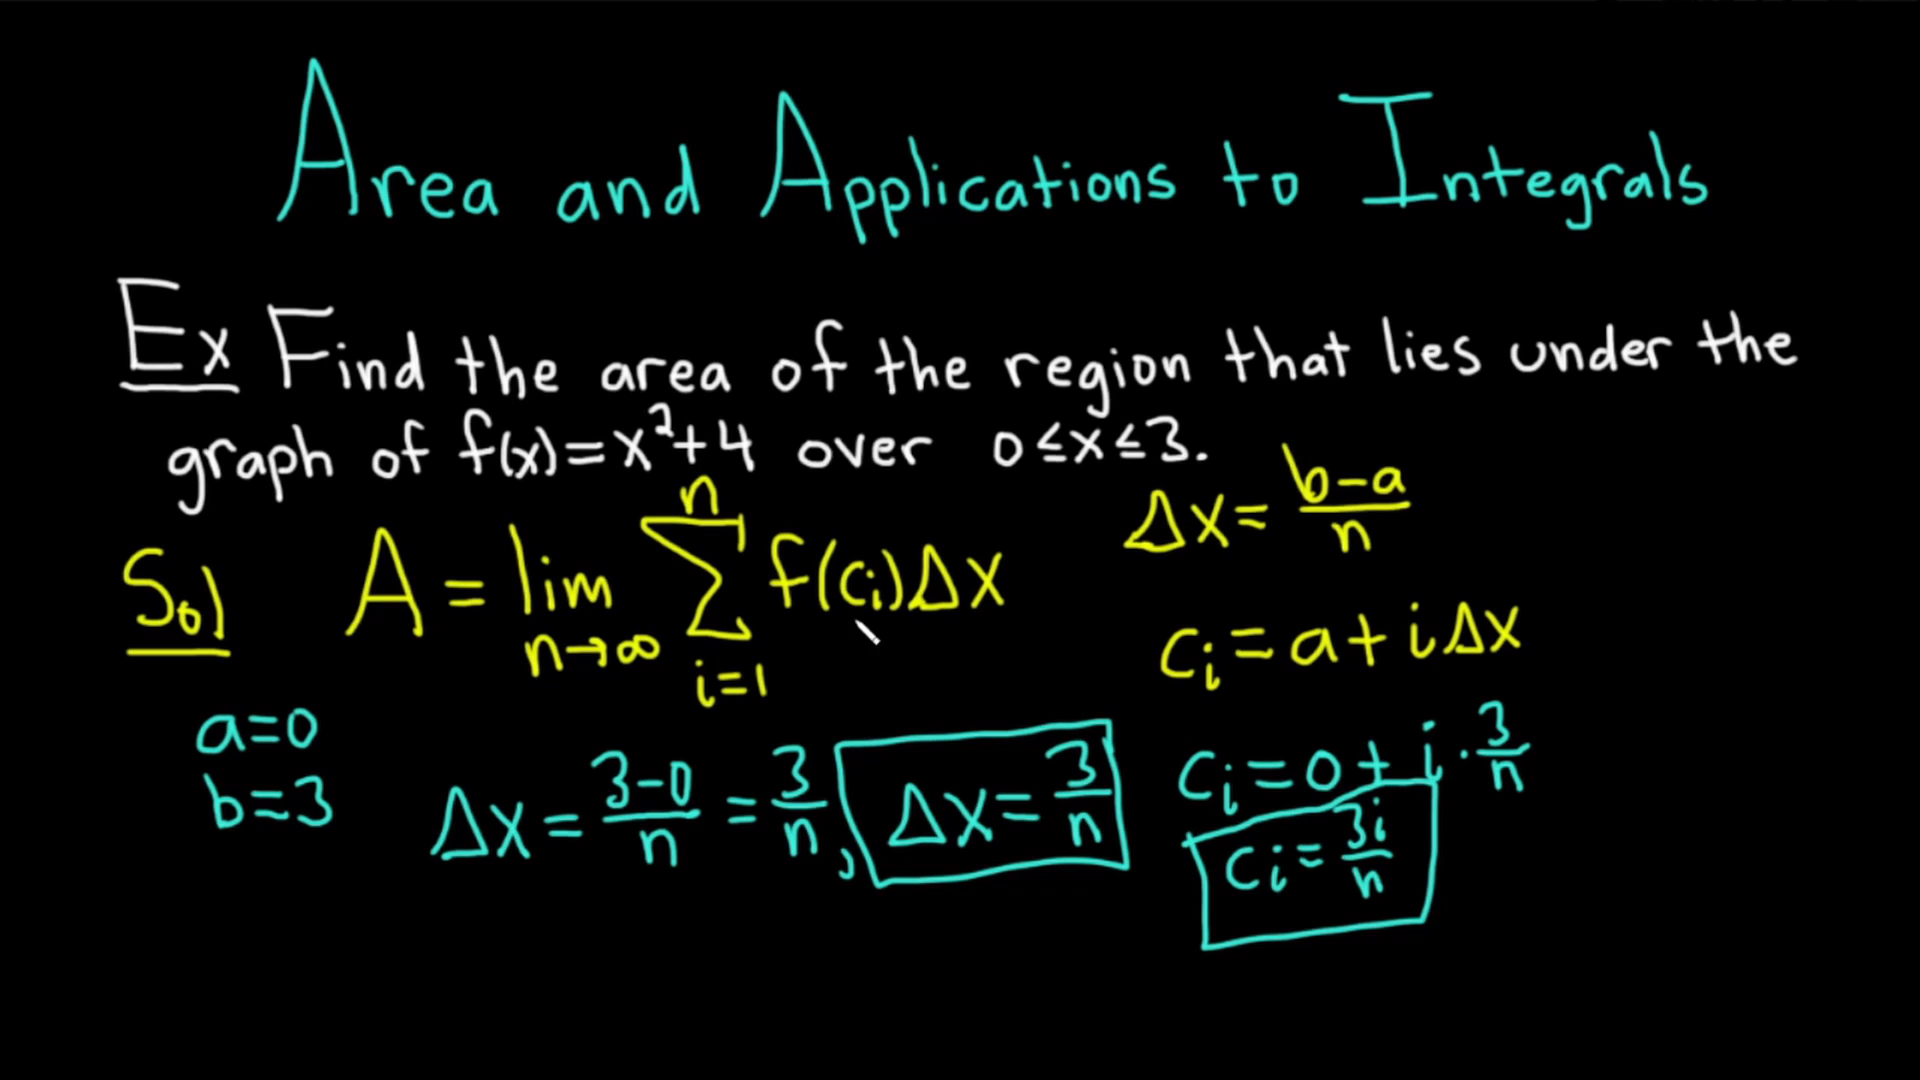 Area and Applications to Integrals
Ex Find the area of the region that lies under the
graph of f(x)=x²+4 over 0≤x≤3.
Sol A = lim n→∞ n∑i=1 f(cᵢ)Δx
Δx = (b-a)/n
cᵢ = a + iΔx
a=0
b=3
Δx = (3-0)/n = 3/n, Δx = 3/n
cᵢ = 0 + i · 3/n
cᵢ = 3i/n